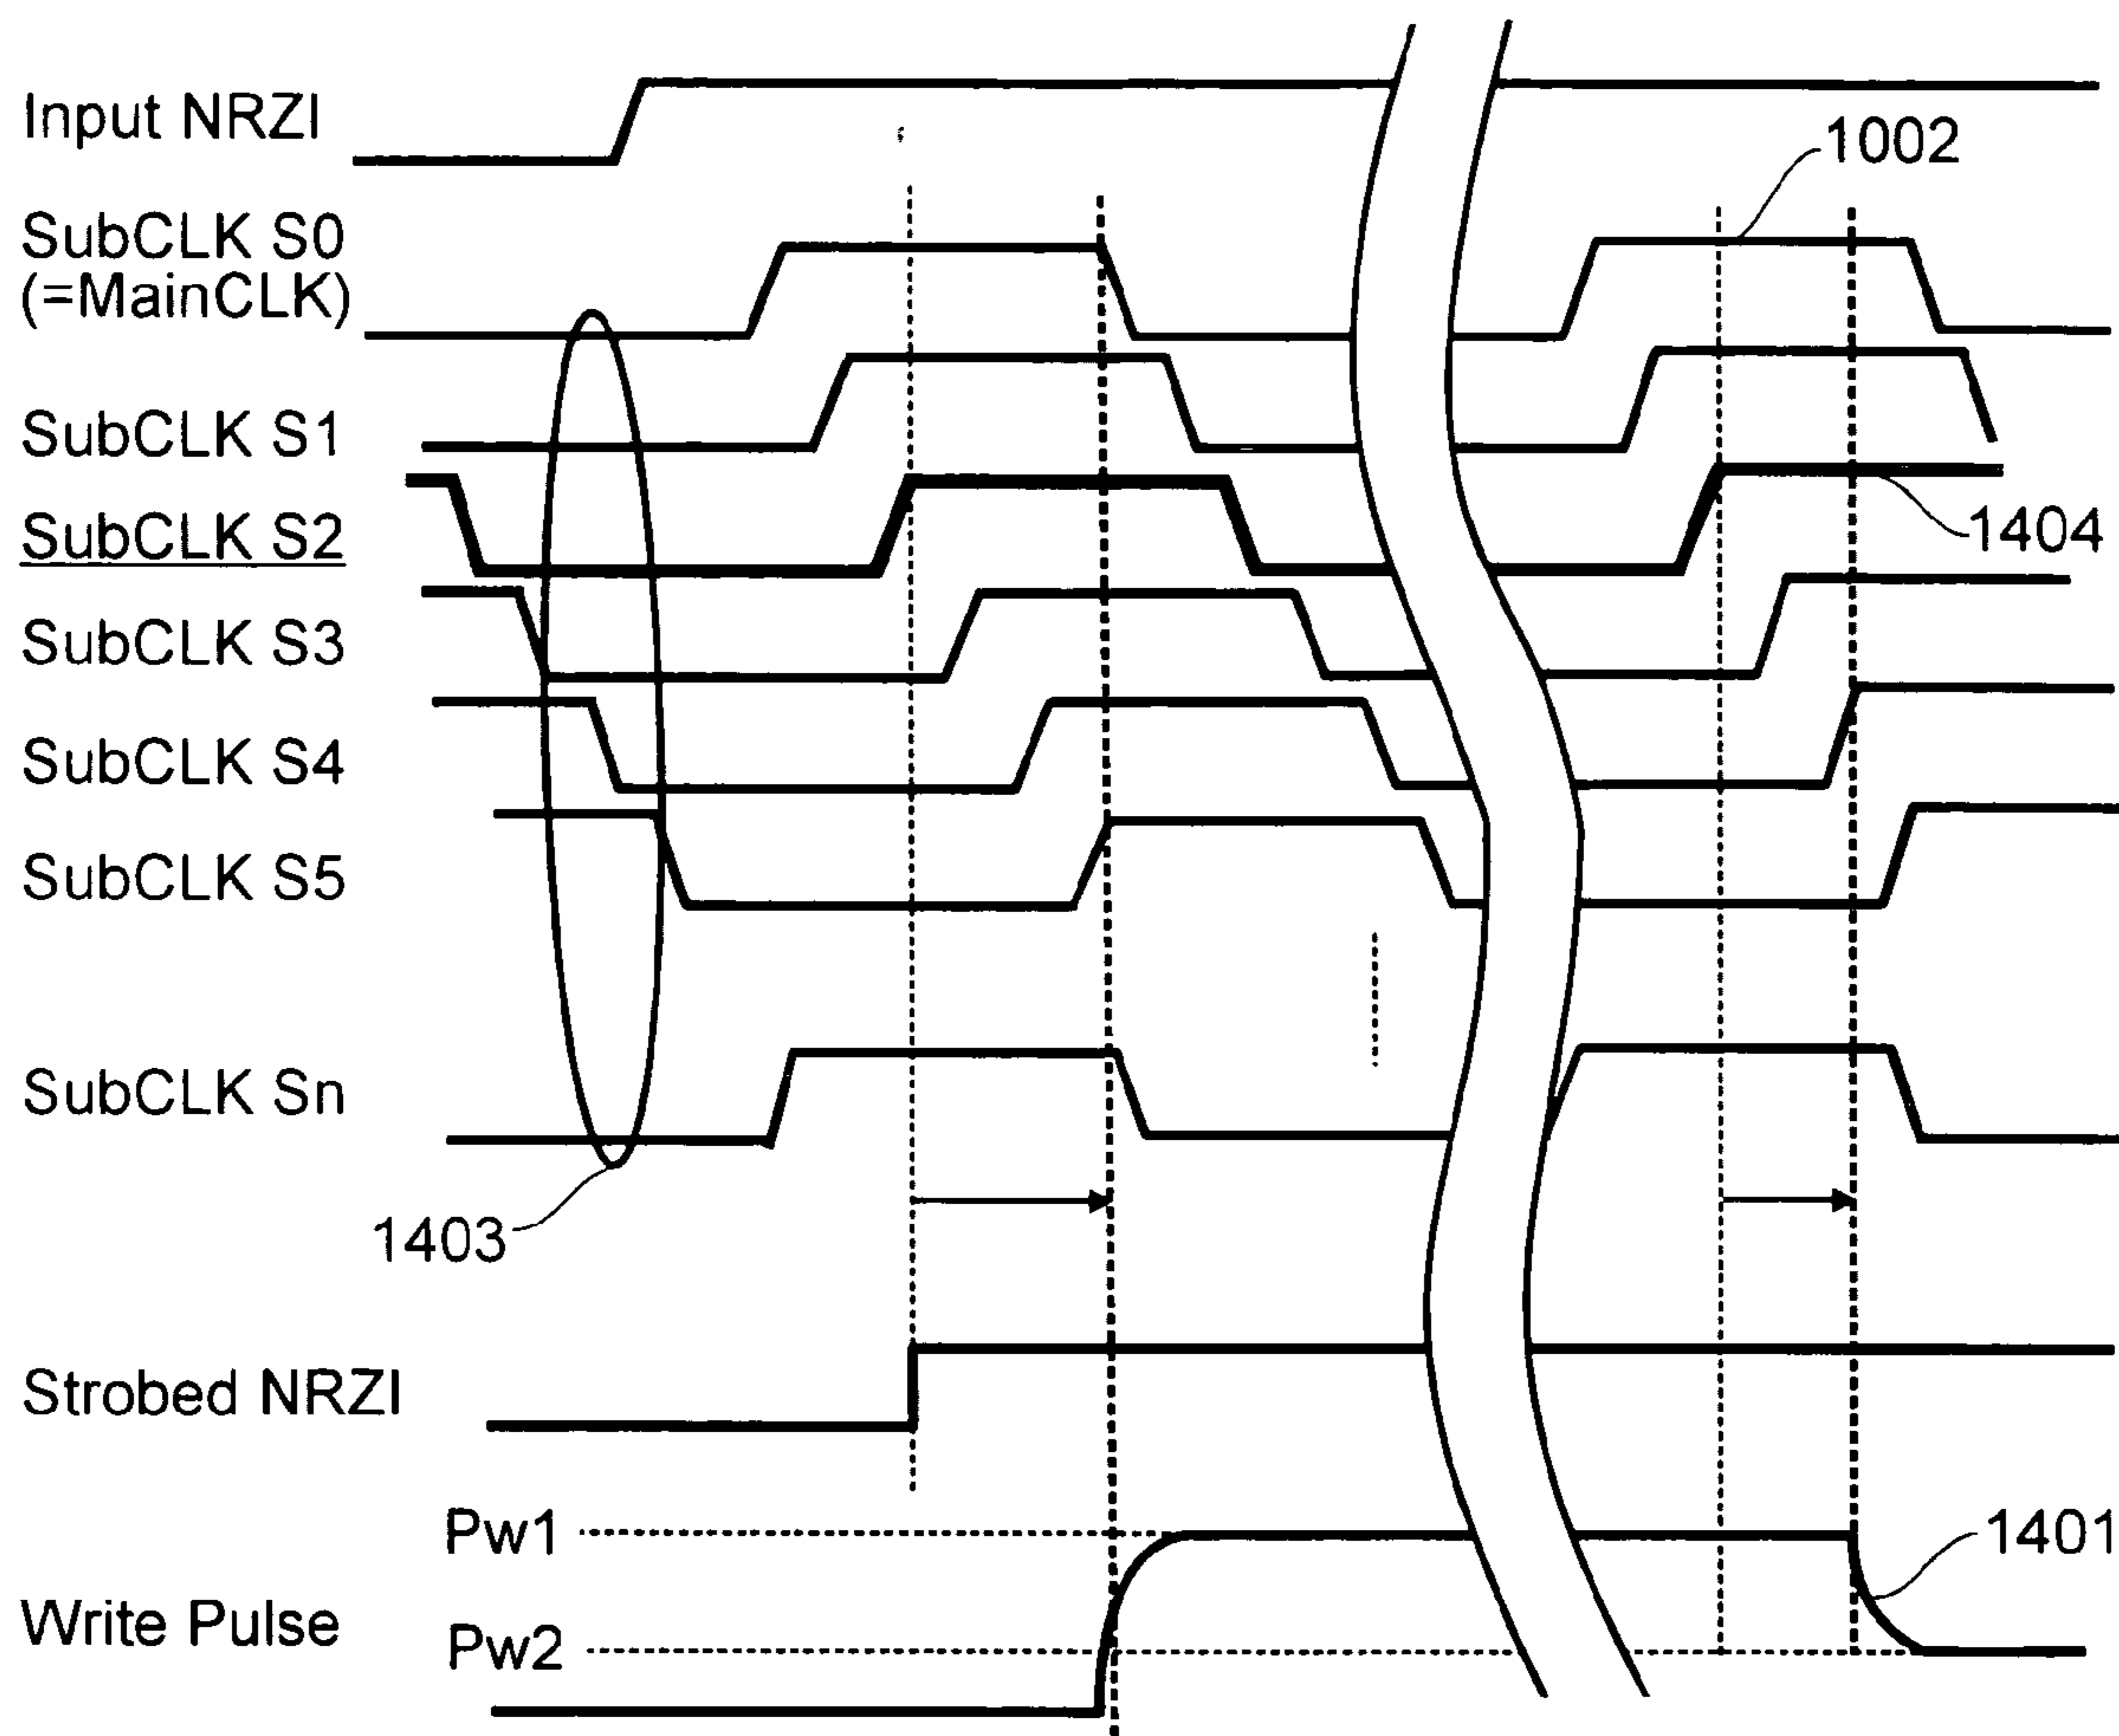 Input NRZI
1002
SubCLK S0
(=MainCLK)
SubCLK S1
SubCLK S2
1404
SubCLK S3
SubCLK S4
SubCLK S5
SubCLK Sn
1403
Strobed NRZI
Pw1
1401
Write Pulse
Pw2